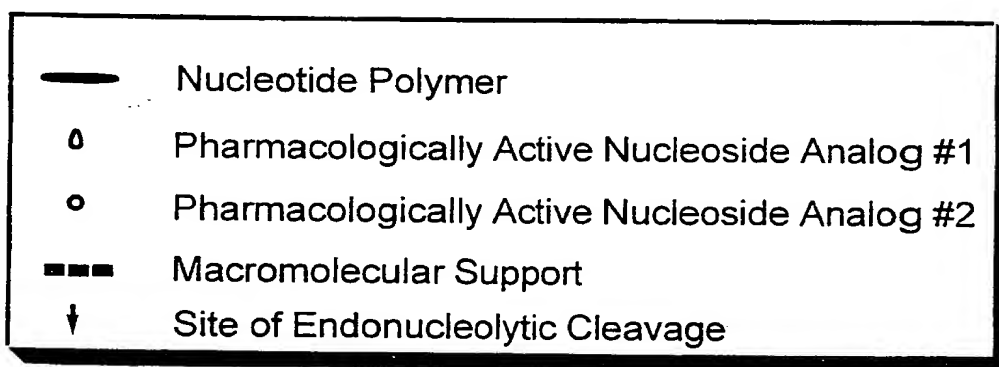 Nucleotide Polymer
Pharmacologically Active Nucleoside Analog #1
Pharmacologically Active Nucleoside Analog #2
Macromolecular Support
Site of Endonucleolytic Cleavage